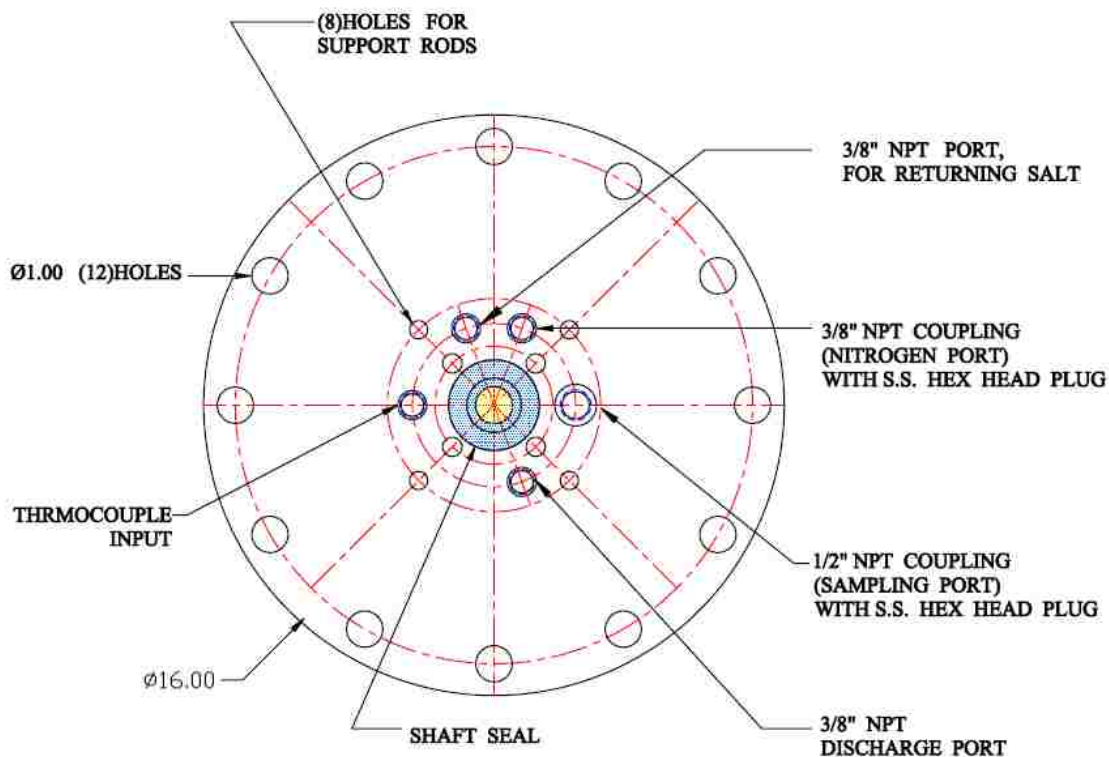 (8)HOLES FOR
SUPPORT RODS
3/8" NPT PORT,
FOR RETURNING SALT
Ø1.00 (12)HOLES
3/8" NPT COUPLING
(NITROGEN PORT)
WITH S.S. HEX HEAD PLUG
THRMOCOUPLE
INPUT
1/2" NPT COUPLING
(SAMPLING PORT)
WITH S.S. HEX HEAD PLUG
Ø16.00
SHAFT SEAL
3/8" NPT
DISCHARGE PORT